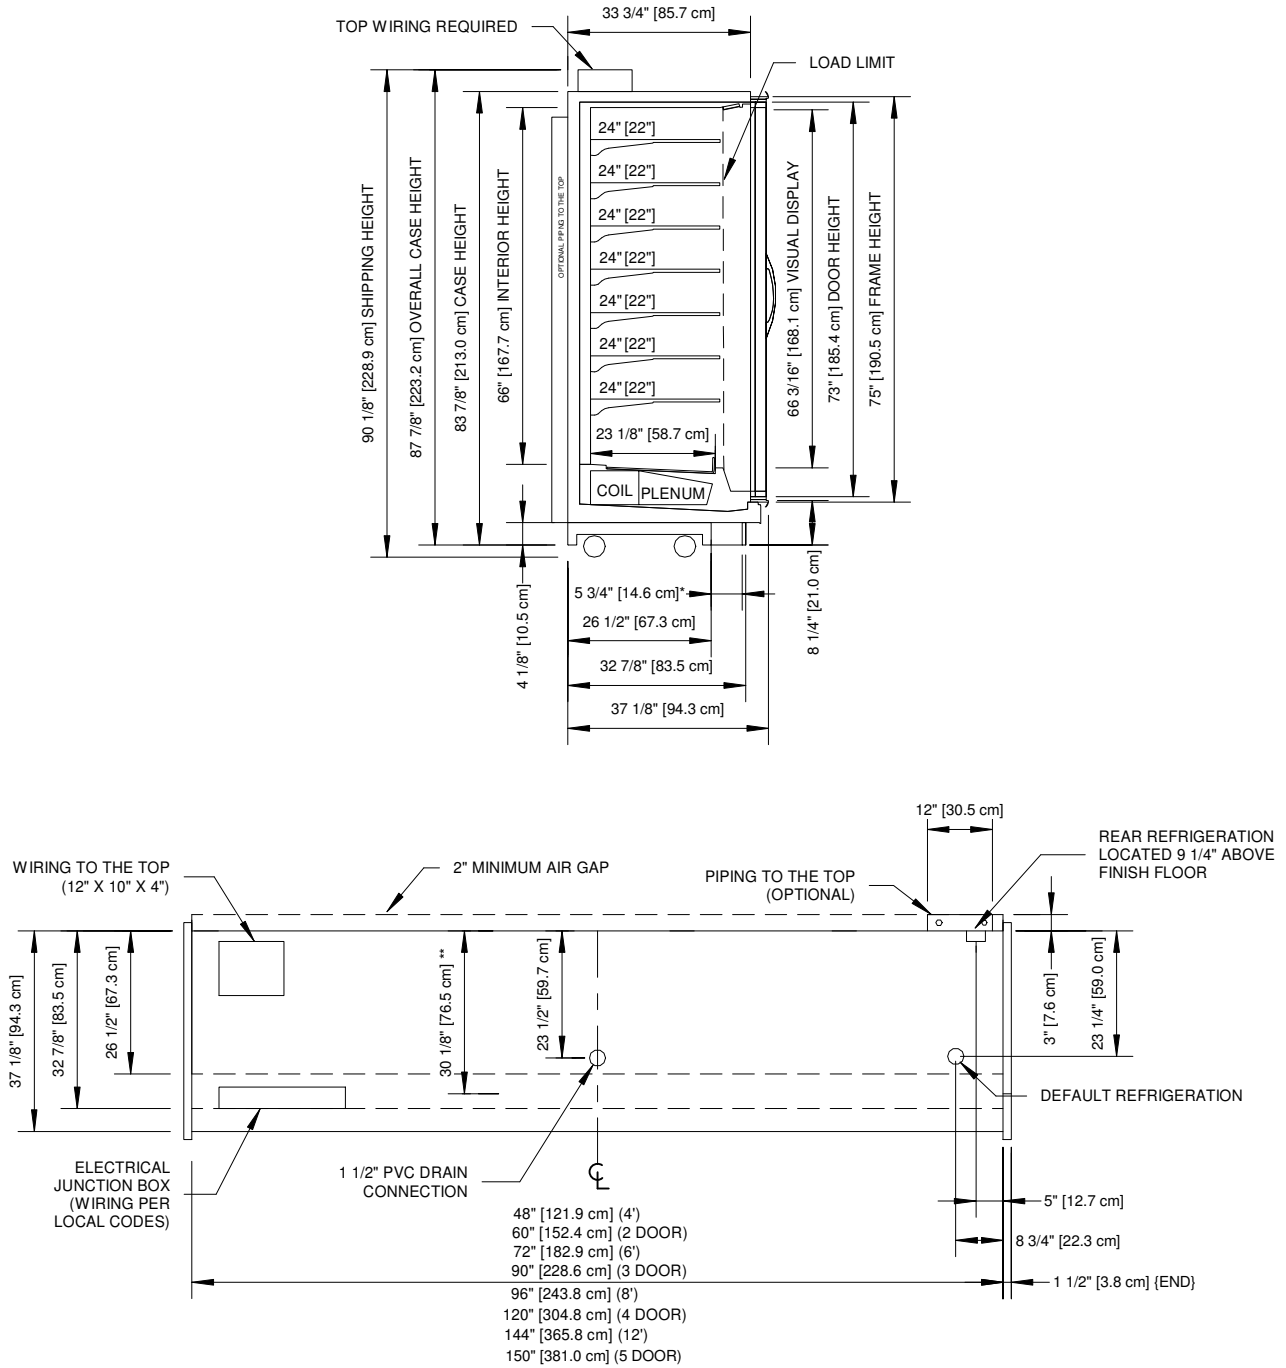 33 3/4" [85.7 cm]
TOP WIRING REQUIRED
LOAD LIMIT
90 1/8" [228.9 cm] SHIPPING HEIGHT
87 7/8" [223.2 cm] OVERALL CASE HEIGHT
83 7/8" [213.0 cm] CASE HEIGHT
66" [167.7 cm] INTERIOR HEIGHT
OPTIONAL PIPING TO THE TOP
24" [22"]
24" [22"]
24" [22"]
24" [22"]
24" [22"]
24" [22"]
24" [22"]
23 1/8" [58.7 cm]
COIL
PLENUM
66 3/16" [168.1 cm] VISUAL DISPLAY
73" [185.4 cm] DOOR HEIGHT
75" [190.5 cm] FRAME HEIGHT
4 1/8" [10.5 cm]
8 1/4" [21.0 cm]
5 3/4" [14.6 cm]*
26 1/2" [67.3 cm]
32 7/8" [83.5 cm]
37 1/8" [94.3 cm]
12" [30.5 cm]
REAR REFRIGERATION
LOCATED 9 1/4" ABOVE
FINISH FLOOR
WIRING TO THE TOP
(12" X 10" X 4")
2" MINIMUM AIR GAP
PIPING TO THE TOP
(OPTIONAL)
37 1/8" [94.3 cm]
32 7/8" [83.5 cm]
26 1/2" [67.3 cm]
30 1/8" [76.5 cm] **
23 1/2" [59.7 cm]
3" [7.6 cm]
23 1/4" [59.0 cm]
DEFAULT REFRIGERATION
ELECTRICAL
JUNCTION BOX
(WIRING PER
LOCAL CODES)
1 1/2" PVC DRAIN
CONNECTION
℄
5" [12.7 cm]
8 3/4" [22.3 cm]
1 1/2" [3.8 cm] {END}
48" [121.9 cm] (4')
60" [152.4 cm] (2 DOOR)
72" [182.9 cm] (6')
90" [228.6 cm] (3 DOOR)
96" [243.8 cm] (8')
120" [304.8 cm] (4 DOOR)
144" [365.8 cm] (12')
150" [381.0 cm] (5 DOOR)